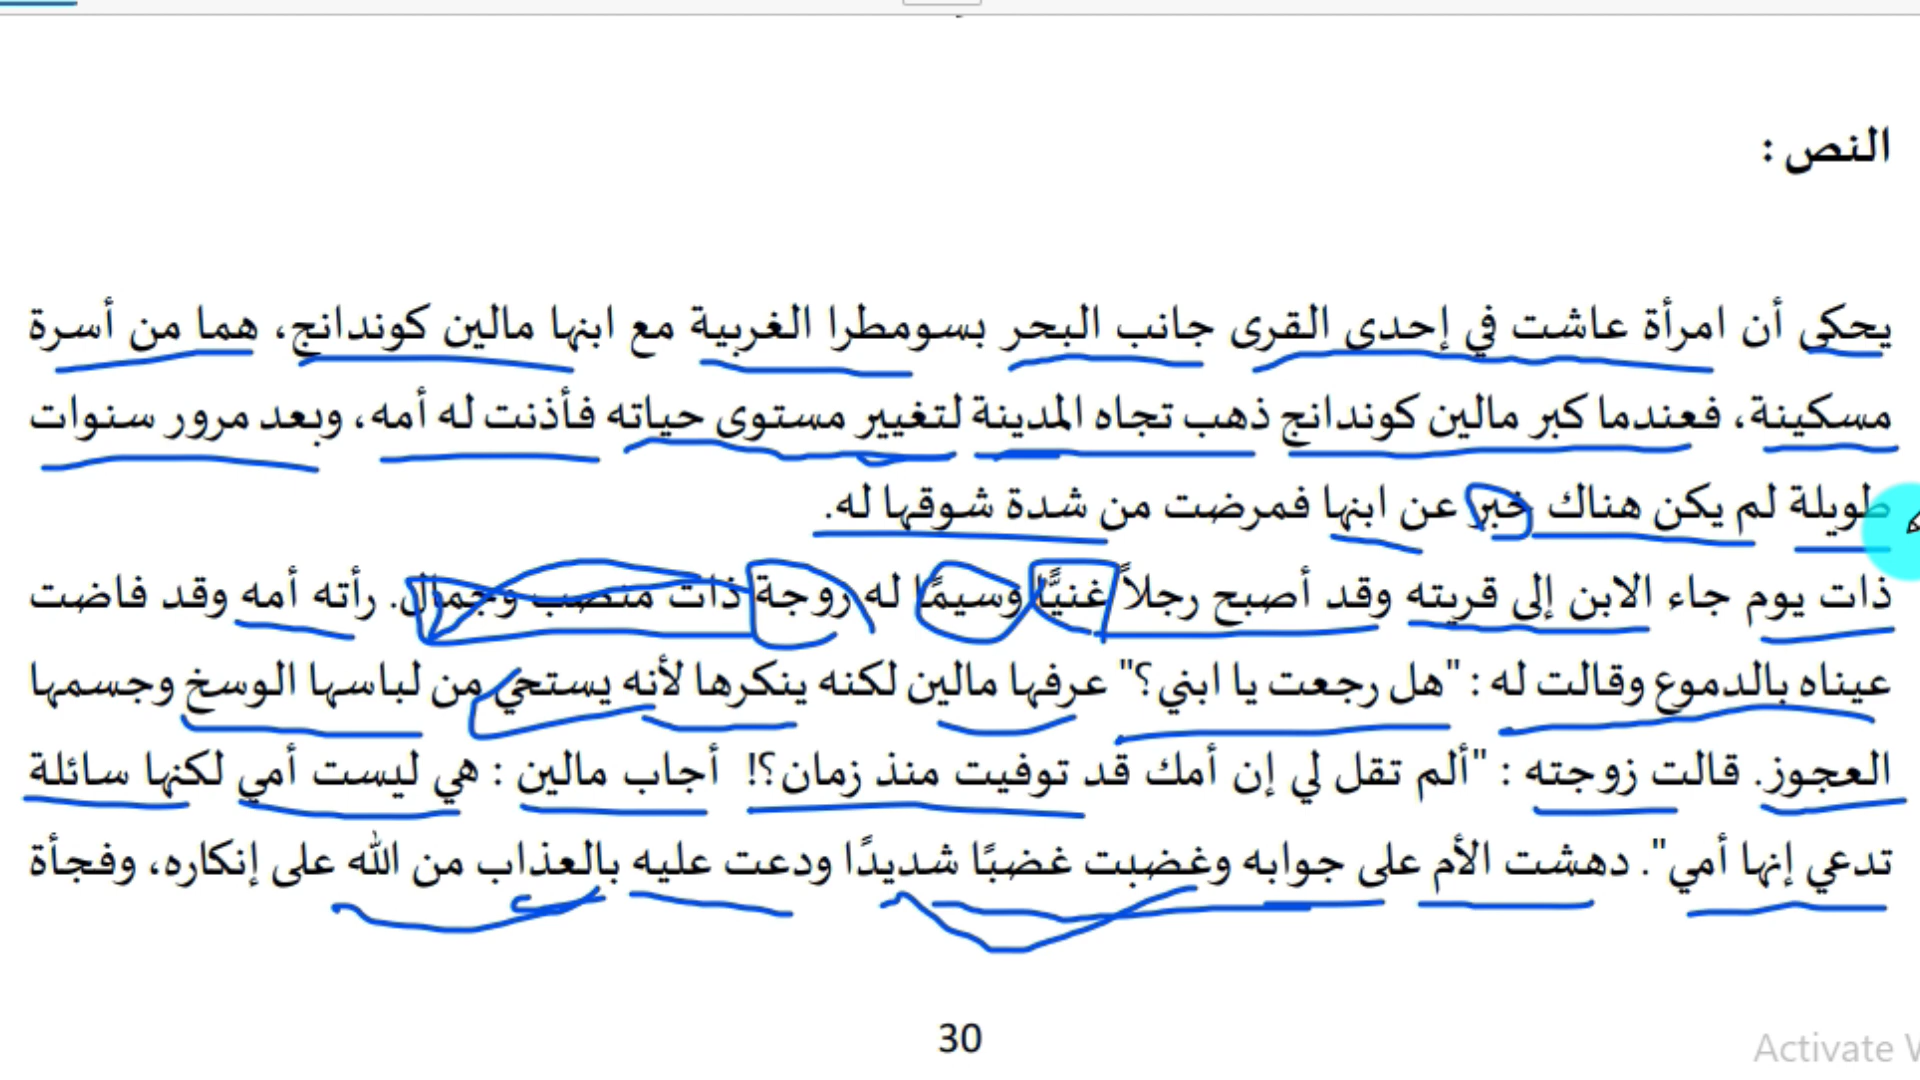 النص :
يحكى أن امرأة عاشت في إحدى القرى جانب البحر بسومطرا الغربية مع ابنها مالين كوندانج، هما من أسرة
مسكينة، فعندما كبر مالين كوندانج ذهب تجاه المدينة لتغيير مستوى حياته فأذنت له أمه، وبعد مرور سنوات
طويلة لم يكن هناك خبر عن ابنها فمرضت من شدة شوقها له.
ذات يوم جاء الابن إلى قريته وقد أصبح رجلاً غنيًّا وسيمًا له زوجة ذات منصب وجمال. رأته أمه وقد فاضت
عيناه بالدموع وقالت له : "هل رجعت يا ابني؟" عرفها مالين لكنه ينكرها لأنه يستحي من لباسها الوسخ وجسمها
العجوز. قالت زوجته : "ألم تقل لي إن أمك قد توفيت منذ زمان؟! أجاب مالين : هي ليست أمي لكنها سائلة
تدعي إنها أمي". دهشت الأم على جوابه وغضبت غضبًا شديدًا ودعت عليه بالعذاب من الله على إنكاره، وفجأة
30
Activate